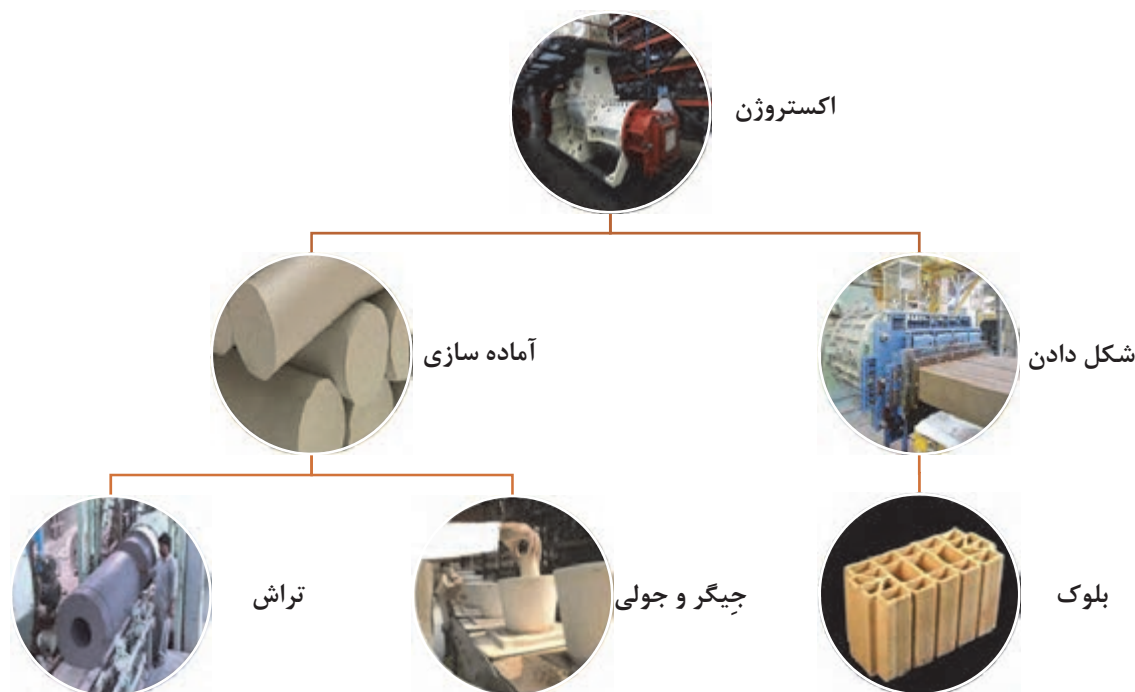 اکستروژن
شکل دادن
آماده سازی
بلوک
جِیگر و جولی
تراش